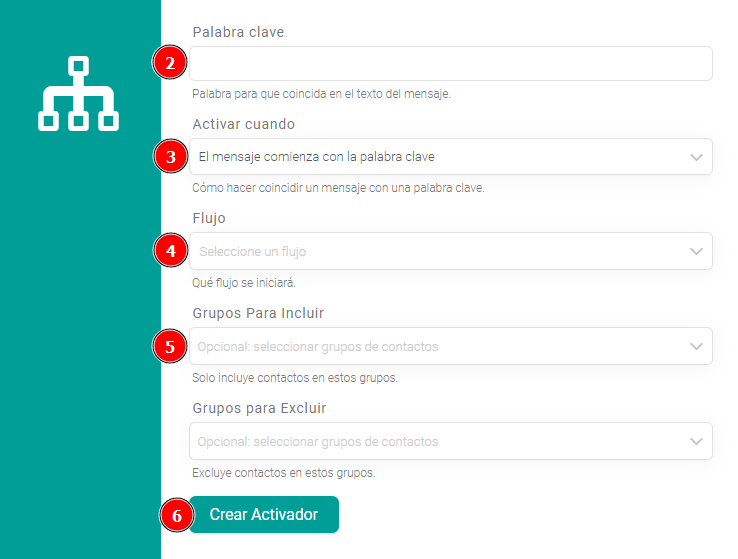 Palabra clave
2
Palabra para que coincida en el texto del mensaje.
Activar cuando
3
El mensaje comienza con la palabra clave
Cómo hacer coincidir un mensaje con una palabra clave.
Flujo
4
Seleccione un flujo
Qué flujo se iniciará.
Grupos Para Incluir
5
Opcional: seleccionar grupos de contactos
Solo incluye contactos en estos grupos.
Grupos para Excluir
Opcional: seleccionar grupos de contactos
Excluye contactos en estos grupos.
6
Crear Activador